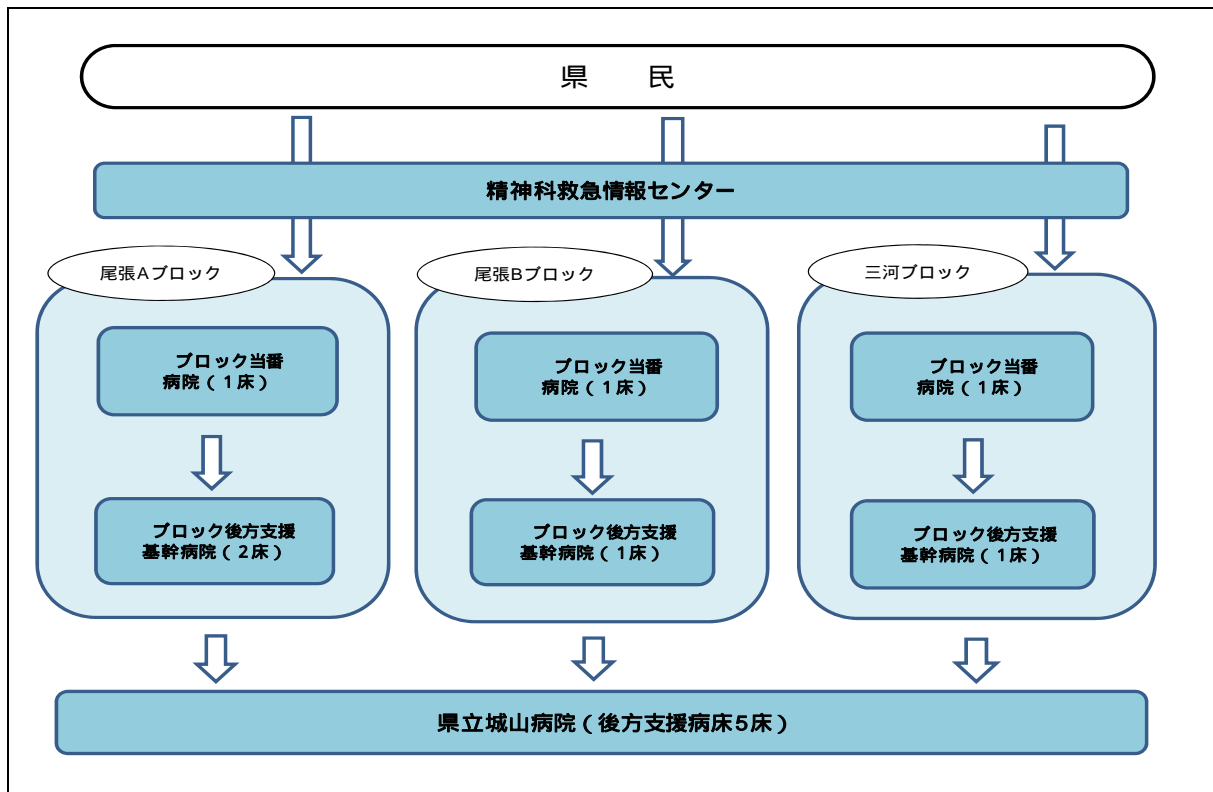 県　　民
精神科救急情報センター
尾張Aブロック
尾張Bブロック
三河ブロック
ブロック当番
病院（１床）
ブロック当番
病院（１床）
ブロック当番
病院（１床）
ブロック後方支援
基幹病院（２床）
ブロック後方支援
基幹病院（１床）
ブロック後方支援
基幹病院（１床）
県立城山病院（後方支援病床5床）